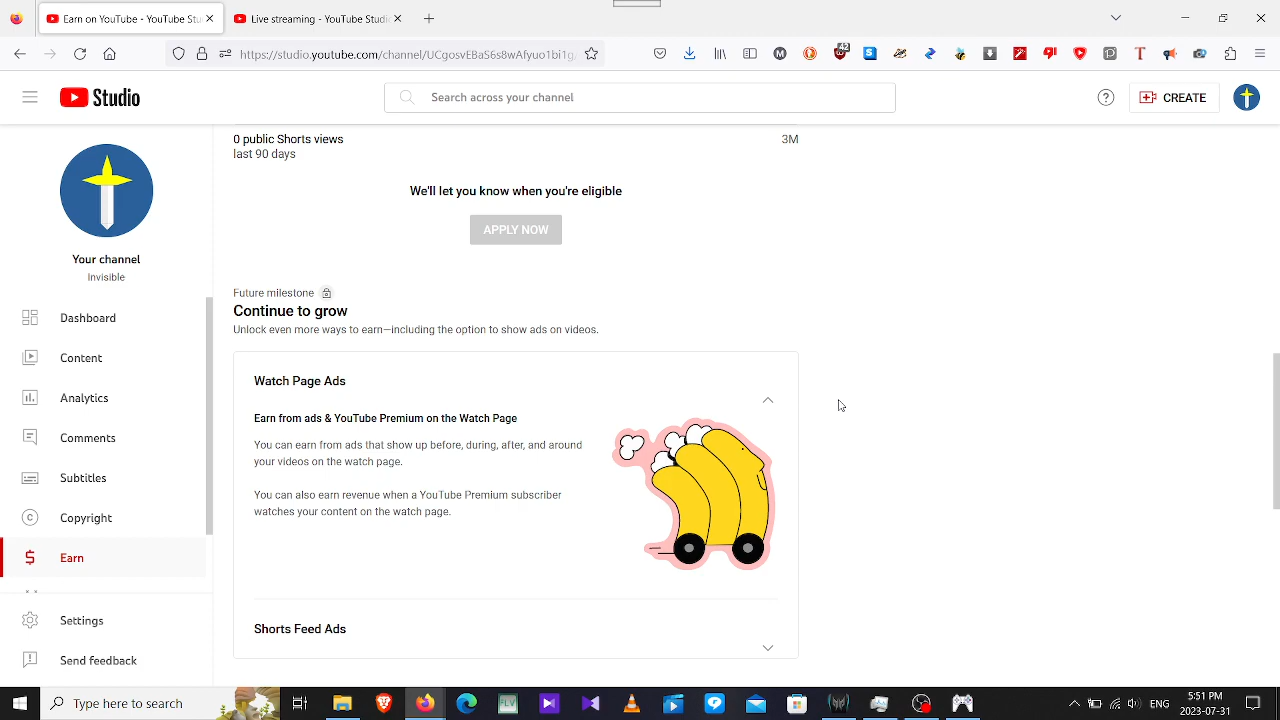 Earn on YouTube - YouTube Stu
Live streaming - YouTube Studio
https://studio.youtube.com/channel/UCgosvEBaS6s8wAfyuo1bi1g
42
Studio
Search across your channel
CREATE
0 public Shorts views
3M
last 90 days
We'll let you know when you're eligible
APPLY NOW
Your channel
Invisible
Dashboard
Content
Analytics
Comments
Subtitles
Copyright
Earn
Settings
Send feedback
Future milestone
Continue to grow
Unlock even more ways to earn—including the option to show ads on videos.
Watch Page Ads
Earn from ads & YouTube Premium on the Watch Page
You can earn from ads that show up before, during, after, and around
your videos on the watch page.
You can also earn revenue when a YouTube Premium subscriber
watches your content on the watch page.
Shorts Feed Ads
Type here to search
ENG
5:51 PM
2023-07-31